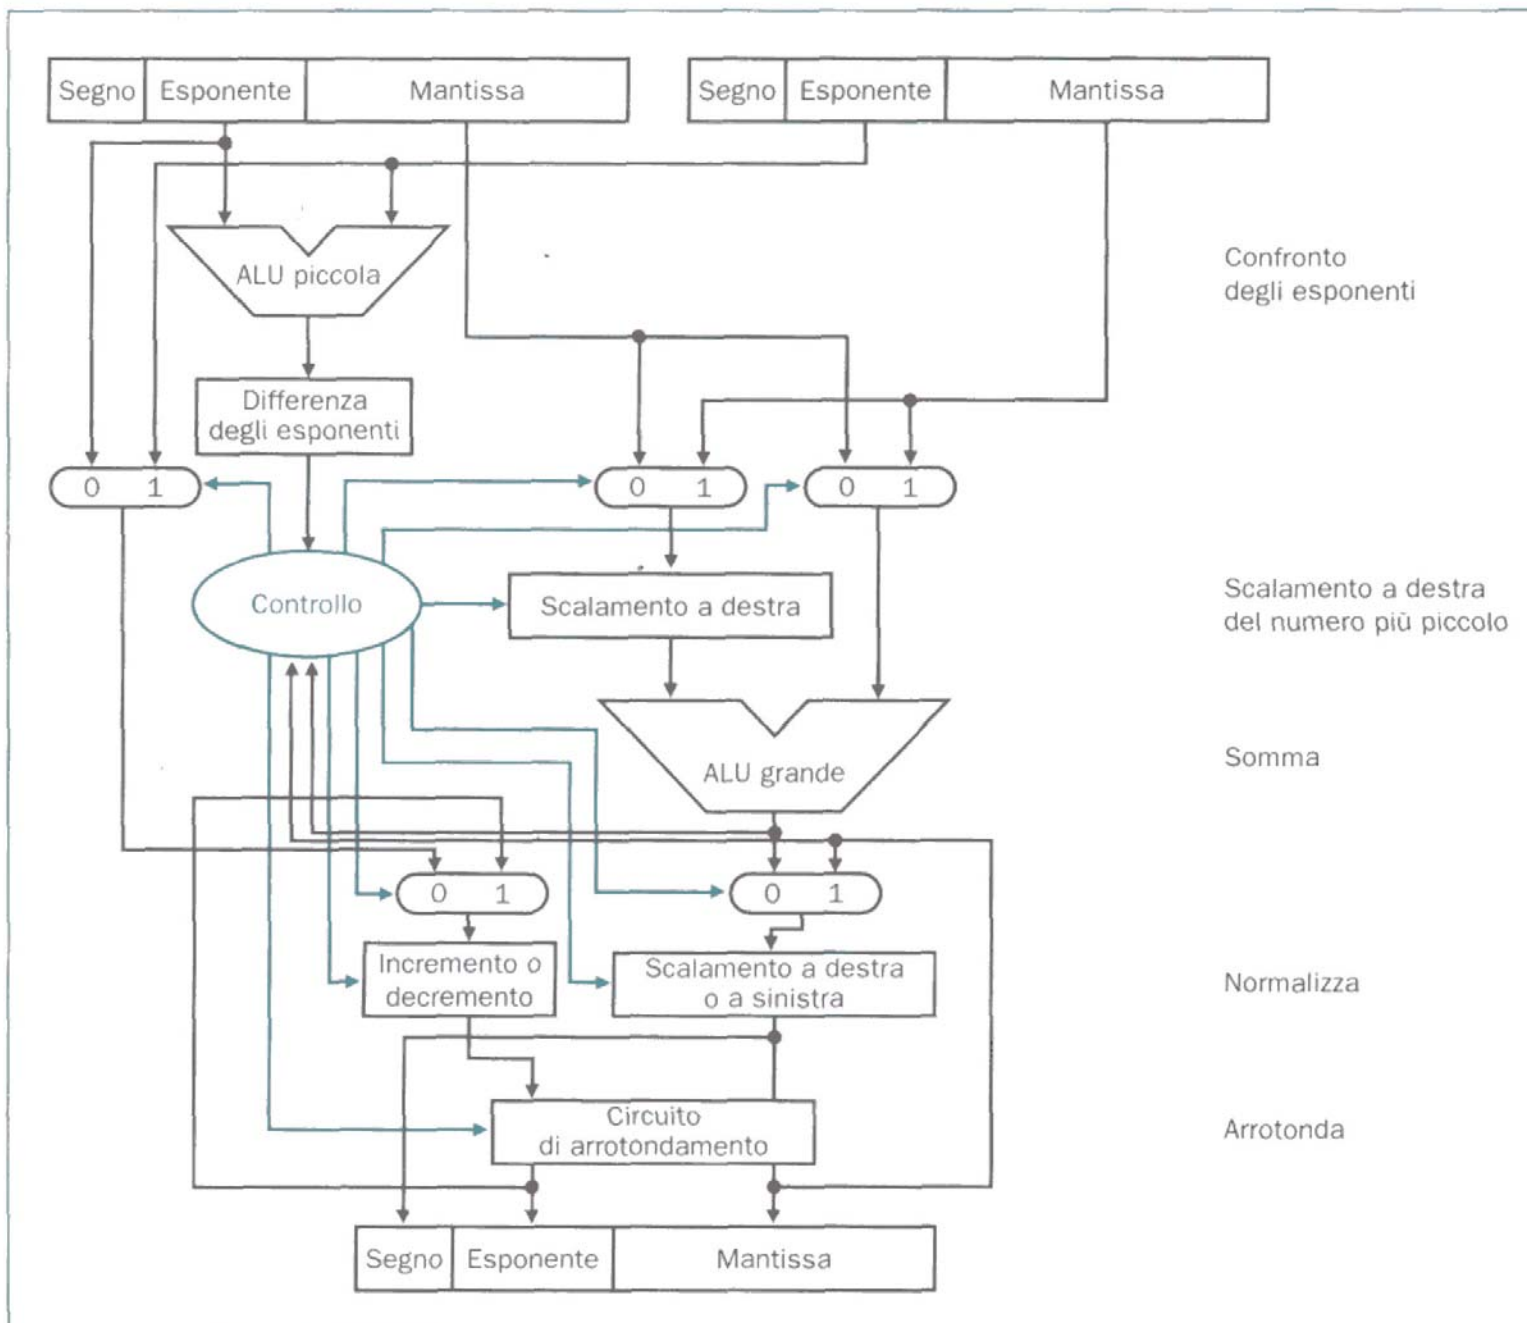 Segno Esponente Mantissa Segno Esponente Mantissa
ALU piccola
Confronto
degli esponenti
Differenza
degli esponenti
0 1
0 1
0 1
Controllo
Scalamento a destra
Scalamento a destra
del numero più piccolo
ALU grande
Somma
0 1
0 1
Incremento o
decremento
Scalamento a destra
o a sinistra
Normalizza
Circuito
di arrotondamento
Arrotonda
Segno Esponente Mantissa